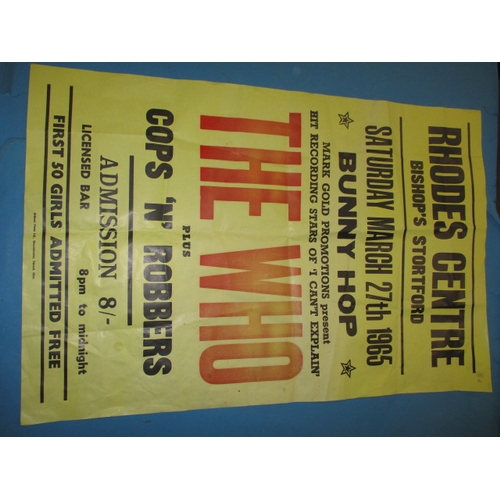 RHODES CENTRE
BISHOP'S STORTFORD
SATURDAY MARCH 27th 1965
BUNNY HOP
MARK GOLD PROMOTIONS present
HIT RECORDING STARS OF 'I CAN'T EXPLAIN'
THE WHO
PLUS
COPS 'N' ROBBERS
ADMISSION 8/-
LICENSED BAR 8pm to midnight
FIRST 50 GIRLS ADMITTED FREE